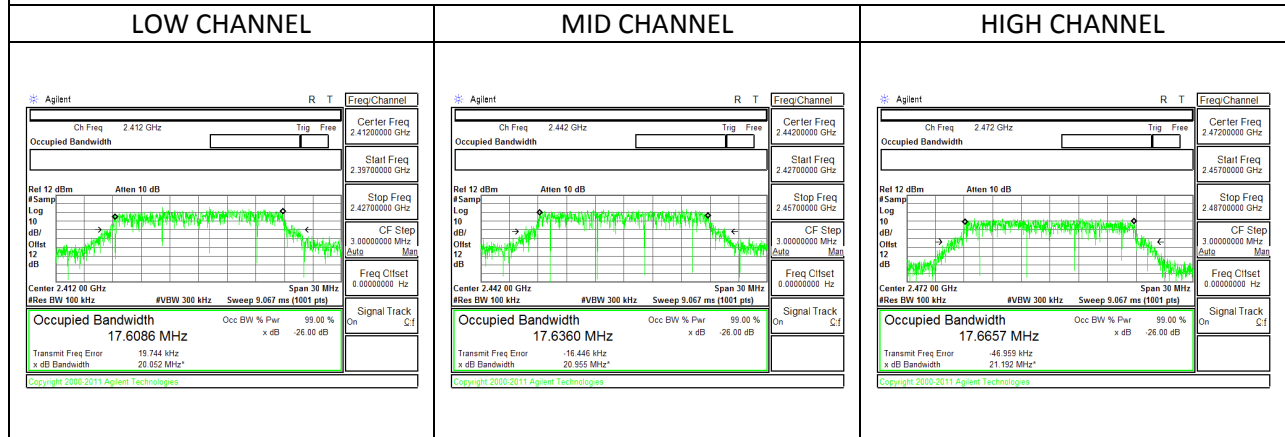 LOW CHANNEL
MID CHANNEL
HIGH CHANNEL
Agilent R T
Freq/Channel
Ch Freq 2.412 GHz Trig Free
Occupied Bandwidth
Center Freq
2.41200000 GHz
Start Freq
2.39700000 GHz
Stop Freq
2.42700000 GHz
CF Step
3.00000000 MHz
Auto Man
Freq Offset
0.00000000 Hz
Signal Track
On Off
Ref 12 dBm Atten 10 dB
#Samp
Log
10
dB/
Offst
12
dB
Center 2.412 00 GHz Span 30 MHz
#Res BW 100 kHz #VBW 300 kHz Sweep 9.067 ms (1001 pts)
Occupied Bandwidth Occ BW % Pwr 99.00 %
17.6086 MHz x dB -26.00 dB
Transmit Freq Error 19.744 kHz
x dB Bandwidth 20.052 MHz*
Copyright 2000-2011 Agilent Technologies
Agilent R T
Freq/Channel
Ch Freq 2.442 GHz Trig Free
Occupied Bandwidth
Center Freq
2.44200000 GHz
Start Freq
2.42700000 GHz
Stop Freq
2.45700000 GHz
CF Step
3.00000000 MHz
Auto Man
Freq Offset
0.00000000 Hz
Signal Track
On Off
Ref 12 dBm Atten 10 dB
#Samp
Log
10
dB/
Offst
12
dB
Center 2.442 00 GHz Span 30 MHz
#Res BW 100 kHz #VBW 300 kHz Sweep 9.067 ms (1001 pts)
Occupied Bandwidth Occ BW % Pwr 99.00 %
17.6360 MHz x dB -26.00 dB
Transmit Freq Error -16.446 kHz
x dB Bandwidth 20.955 MHz*
Copyright 2000-2011 Agilent Technologies
Agilent R T
Freq/Channel
Ch Freq 2.472 GHz Trig Free
Occupied Bandwidth
Center Freq
2.47200000 GHz
Start Freq
2.45700000 GHz
Stop Freq
2.48700000 GHz
CF Step
3.00000000 MHz
Auto Man
Freq Offset
0.00000000 Hz
Signal Track
On Off
Ref 12 dBm Atten 10 dB
#Samp
Log
10
dB/
Offst
12
dB
Center 2.472 00 GHz Span 30 MHz
#Res BW 100 kHz #VBW 300 kHz Sweep 9.067 ms (1001 pts)
Occupied Bandwidth Occ BW % Pwr 99.00 %
17.6657 MHz x dB -26.00 dB
Transmit Freq Error -46.959 kHz
x dB Bandwidth 21.192 MHz*
Copyright 2000-2011 Agilent Technologies